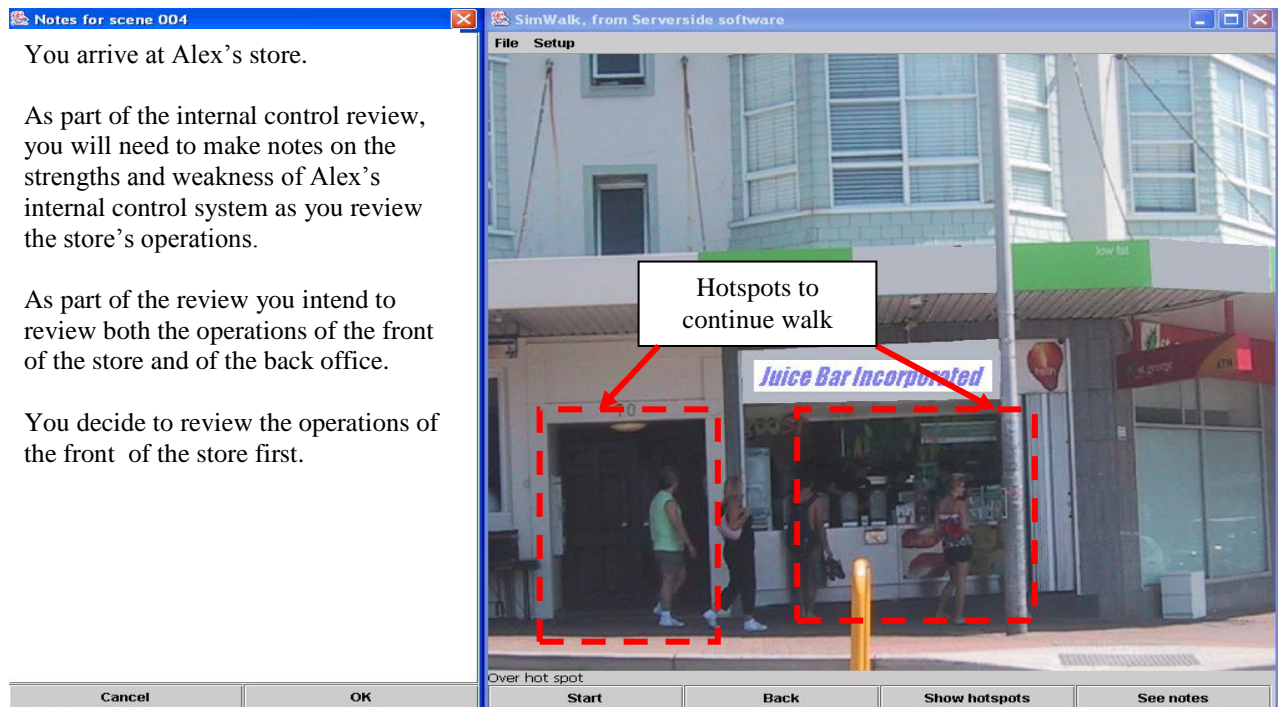 Notes for scene 004
You arrive at Alex's store.
As part of the internal control review,
you will need to make notes on the
strengths and weakness of Alex's
internal control system as you review
the store's operations.
As part of the review you intend to
review both the operations of the front
of the store and of the back office.
You decide to review the operations of
the front of the store first.
Cancel
OK
SimWalk, from Serverside software
File Setup
low fat
Hotspots to
continue walk
Juice Bar Incorporated
fresh
st.george
ATM
70
Over hot spot
Start
Back
Show hotspots
See notes